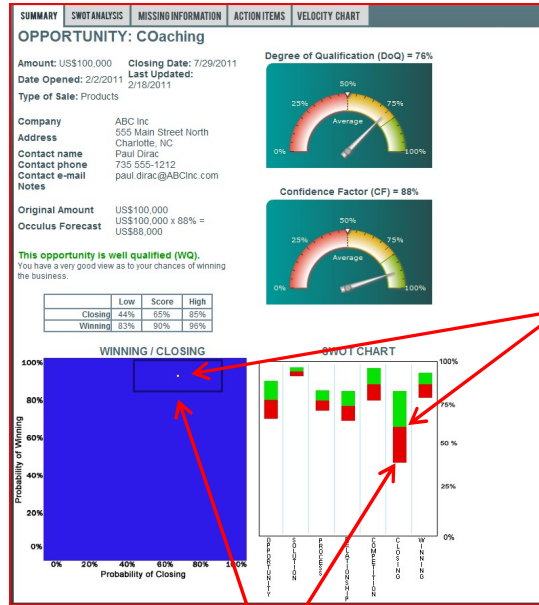 SUMMARY SWOT ANALYSIS MISSING INFORMATION ACTION ITEMS VELOCITY CHART
OPPORTUNITY: COaching
Amount: US$100,000 Closing Date: 7/29/2011
Date Opened: 2/2/2011 Last Updated: 2/18/2011
Type of Sale: Products
Company ABC Inc
Address 555 Main Street North
Charlotte, NC
Contact name Paul Dirac
Contact phone 735 555-1212
Contact e-mail paul.dirac@ABCInc.com
Notes
Original Amount US$100,000
Occulus Forecast US$100,000 x 88% =
US$88,000
This opportunity is well qualified (WQ).
You have a very good view as to your chances of winning
the business.
Low Score High
Closing 44% 65% 85%
Winning 83% 90% 96%
Degree of Qualification (DoQ) = 76%
50%
25% 75%
Average
0% 100%
Confidence Factor (CF) = 88%
50%
25% 75%
Average
0% 100%
WINNING / CLOSING
100%
80%
60%
40%
20%
0%
Probability of Winning
0% 20% 40% 60% 80% 100%
Probability of Closing
SWOT CHART
100%
75%
50 %
25%
0%
OPPORTUNITY
SOLUTION
PROCESS
RELATIONSHIP
COMPETITION
CLOSING
WINNING